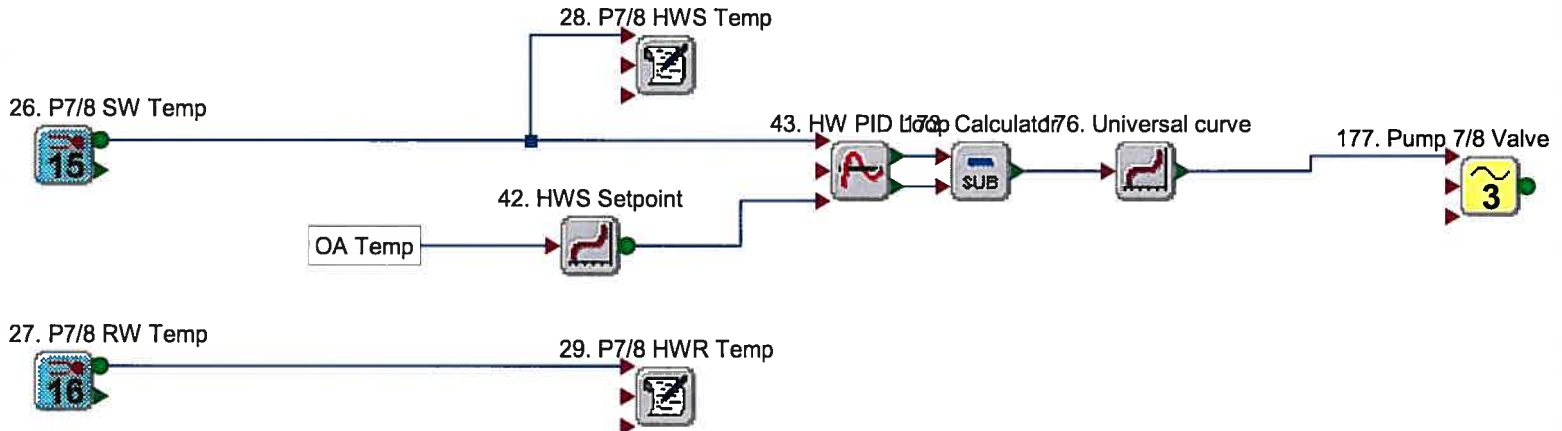 28. P7/8 HWS Temp
26. P7/8 SW Temp
15
43. HW PID Loop
Calculator
176. Universal curve
SUB
177. Pump 7/8 Valve
3
42. HWS Setpoint
OA Temp
27. P7/8 RW Temp
16
29. P7/8 HWR Temp